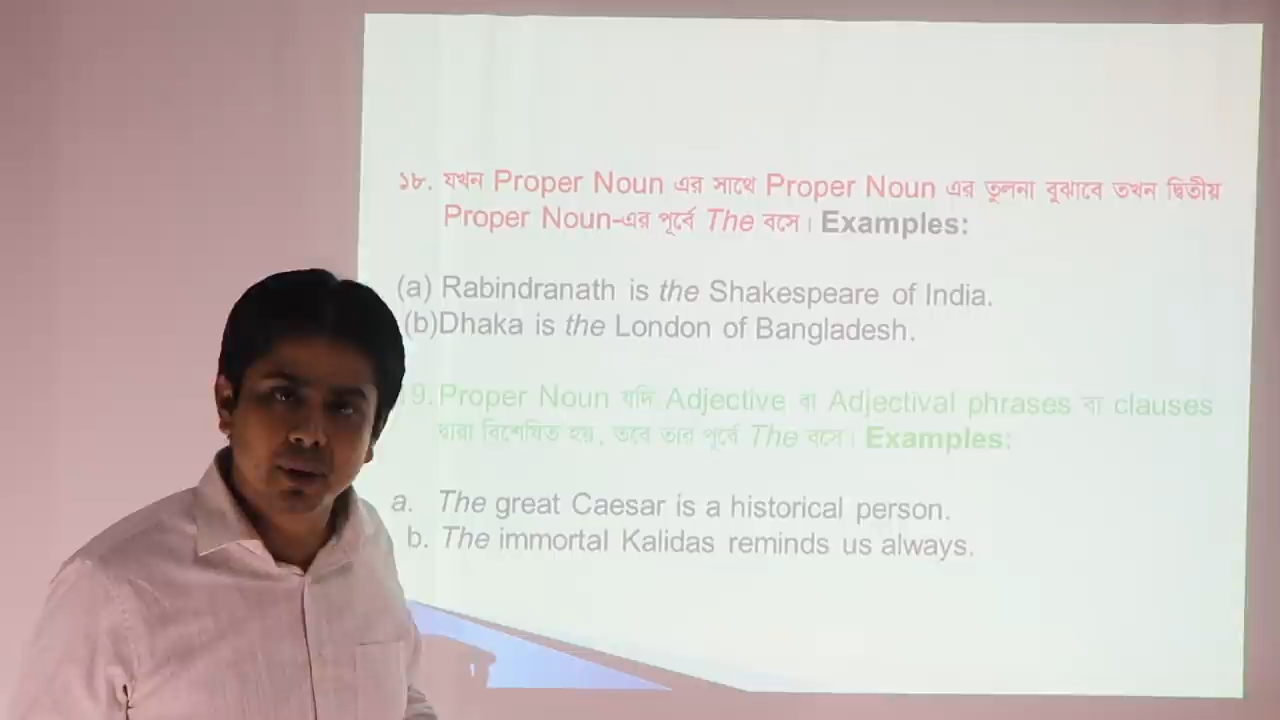 ১৮. যখন Proper Noun এর সাথে Proper Noun এর তুলনা বুঝাবে তখন দ্বিতীয়
Proper Noun-এর পূর্বে The বসে। Examples:
(a) Rabindranath is the Shakespeare of India.
(b)Dhaka is the London of Bangladesh.
9. Proper Noun যদি Adjective বা Adjectival phrases বা clauses
দ্বারা বিশেষিত হয়, তবে তার পূর্বে The বসে। Examples:
a. The great Caesar is a historical person.
b. The immortal Kalidas reminds us always.